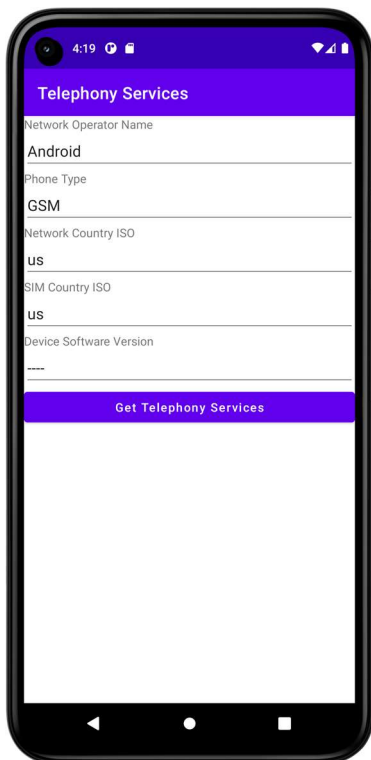 4:19
Telephony Services
Network Operator Name
Android
Phone Type
GSM
Network Country ISO
us
SIM Country ISO
us
Device Software Version
----
Get Telephony Services